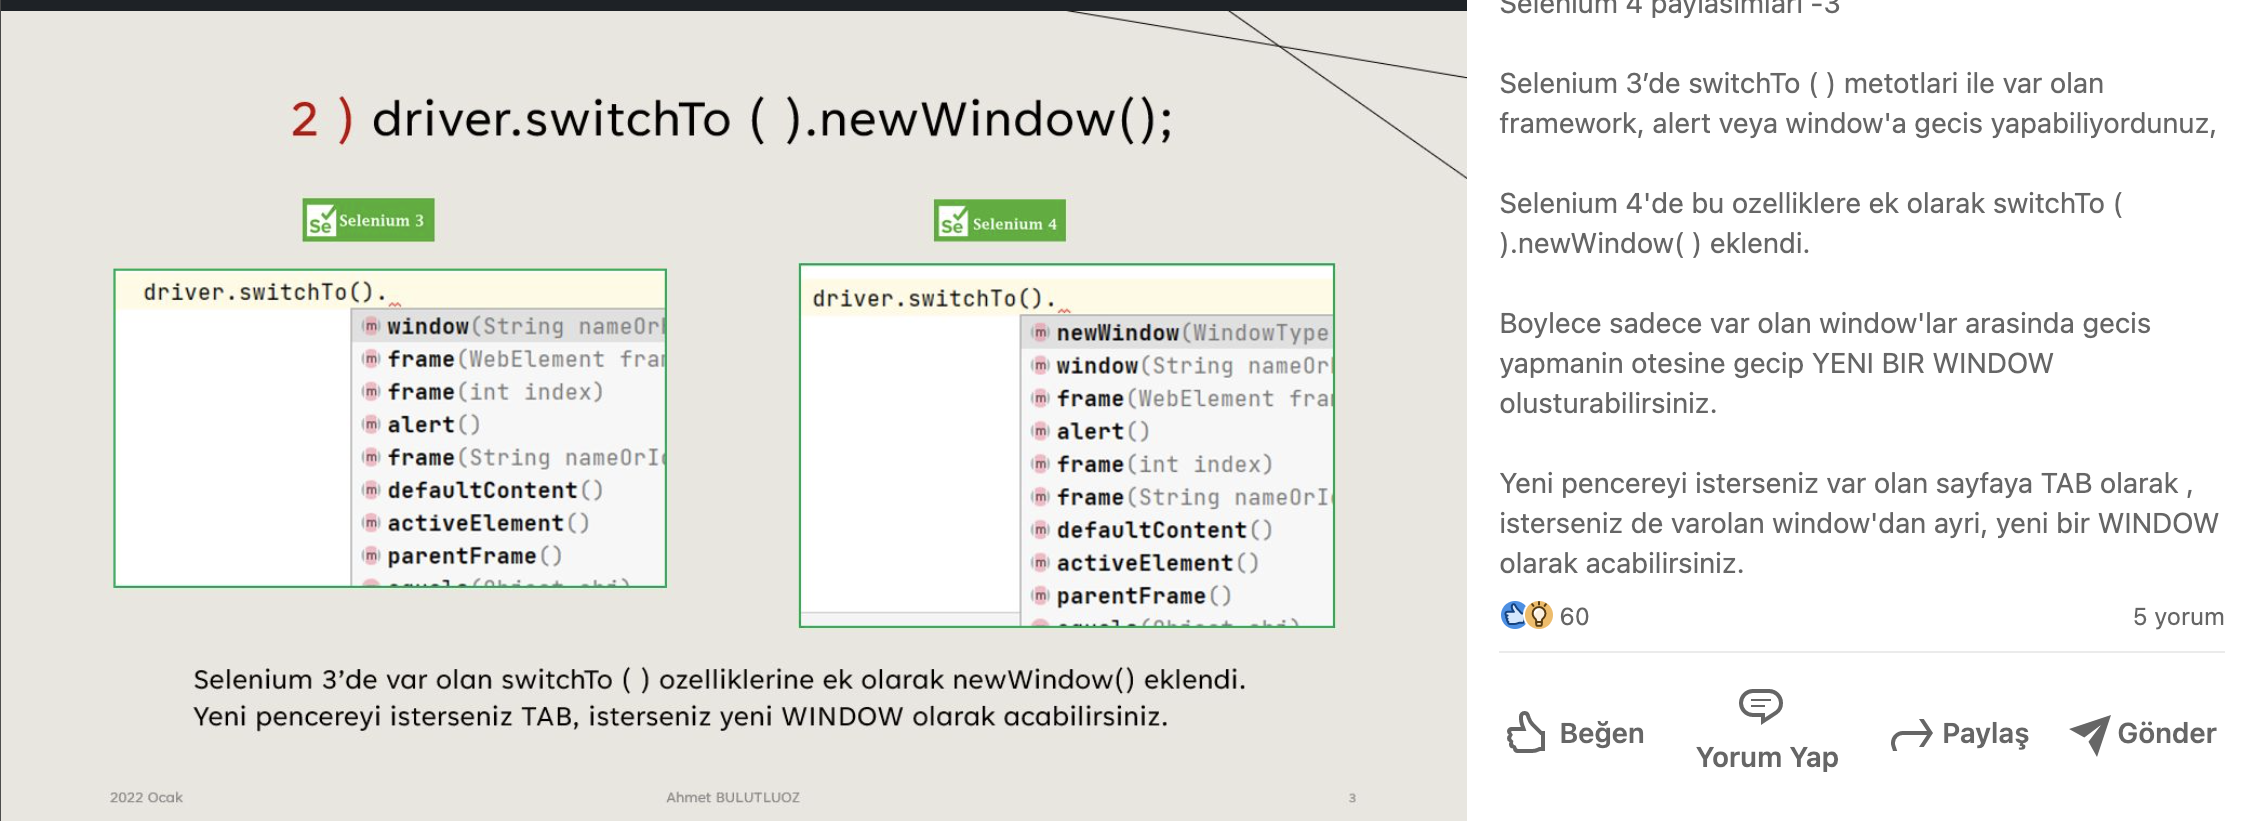 2 ) driver.switchTo ( ).newWindow();
Se Selenium 3
driver.switchTo().
m window(String nameOr
m frame(WebElement fra
m frame(int index)
m alert()
m frame(String nameOrI
m defaultContent()
m activeElement()
m parentFrame()
equals(Object obj)
Se Selenium 4
driver.switchTo().
m newWindow(WindowType
m window(String nameOr
m frame(WebElement fra
m alert()
m frame(int index)
m frame(String nameOrI
m defaultContent()
m activeElement()
m parentFrame()
equals(Object obj)
Selenium 3’de var olan switchTo ( ) ozelliklerine ek olarak newWindow() eklendi.
Yeni pencereyi isterseniz TAB, isterseniz yeni WINDOW olarak acabilirsiniz.
2022 Ocak
Ahmet BULUTLUOZ
3
Selenium 4 paylasimlari -3
Selenium 3’de switchTo ( ) metotlari ile var olan
framework, alert veya window'a gecis yapabiliyordunuz,
Selenium 4'de bu ozelliklere ek olarak switchTo (
).newWindow( ) eklendi.
Boylece sadece var olan window'lar arasinda gecis
yapmanin otesine gecip YENI BIR WINDOW
olusturabilirsiniz.
Yeni pencereyi isterseniz var olan sayfaya TAB olarak ,
isterseniz de varolan window'dan ayri, yeni bir WINDOW
olarak acabilirsiniz.
60
5 yorum
Beğen
Yorum Yap
Paylaş
Gönder